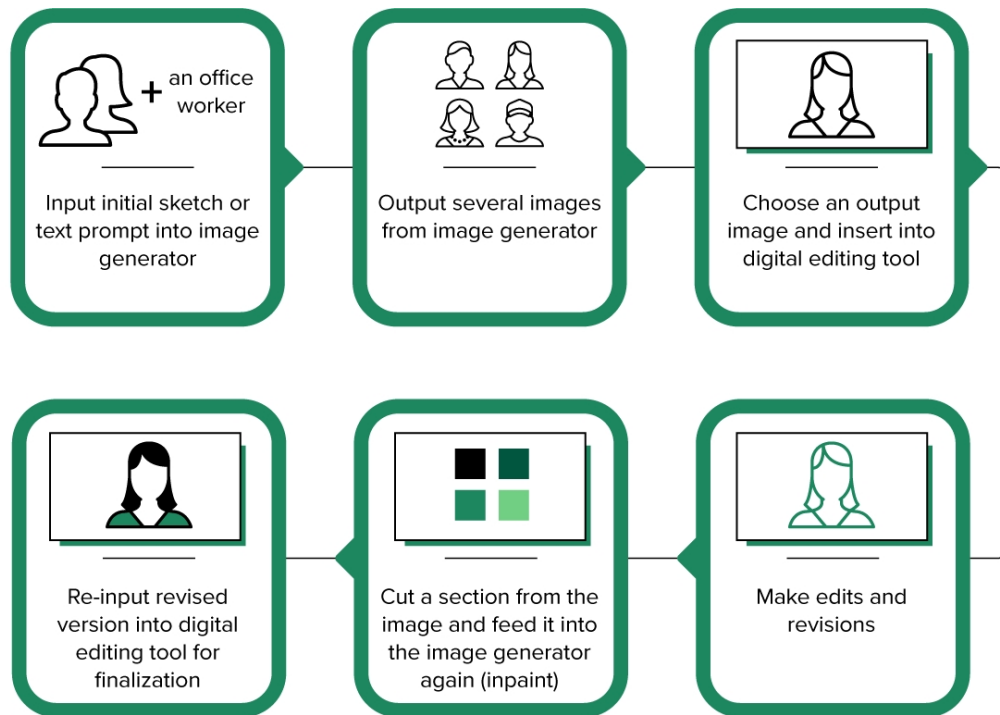 an office
worker
Input initial sketch or
text prompt into image
generator
Output several images
from image generator
Choose an output
image and insert into
digital editing tool
Make edits and
revisions
Cut a section from the
image and feed it into
the image generator
again (inpaint)
Re-input revised
version into digital
editing tool for
finalization